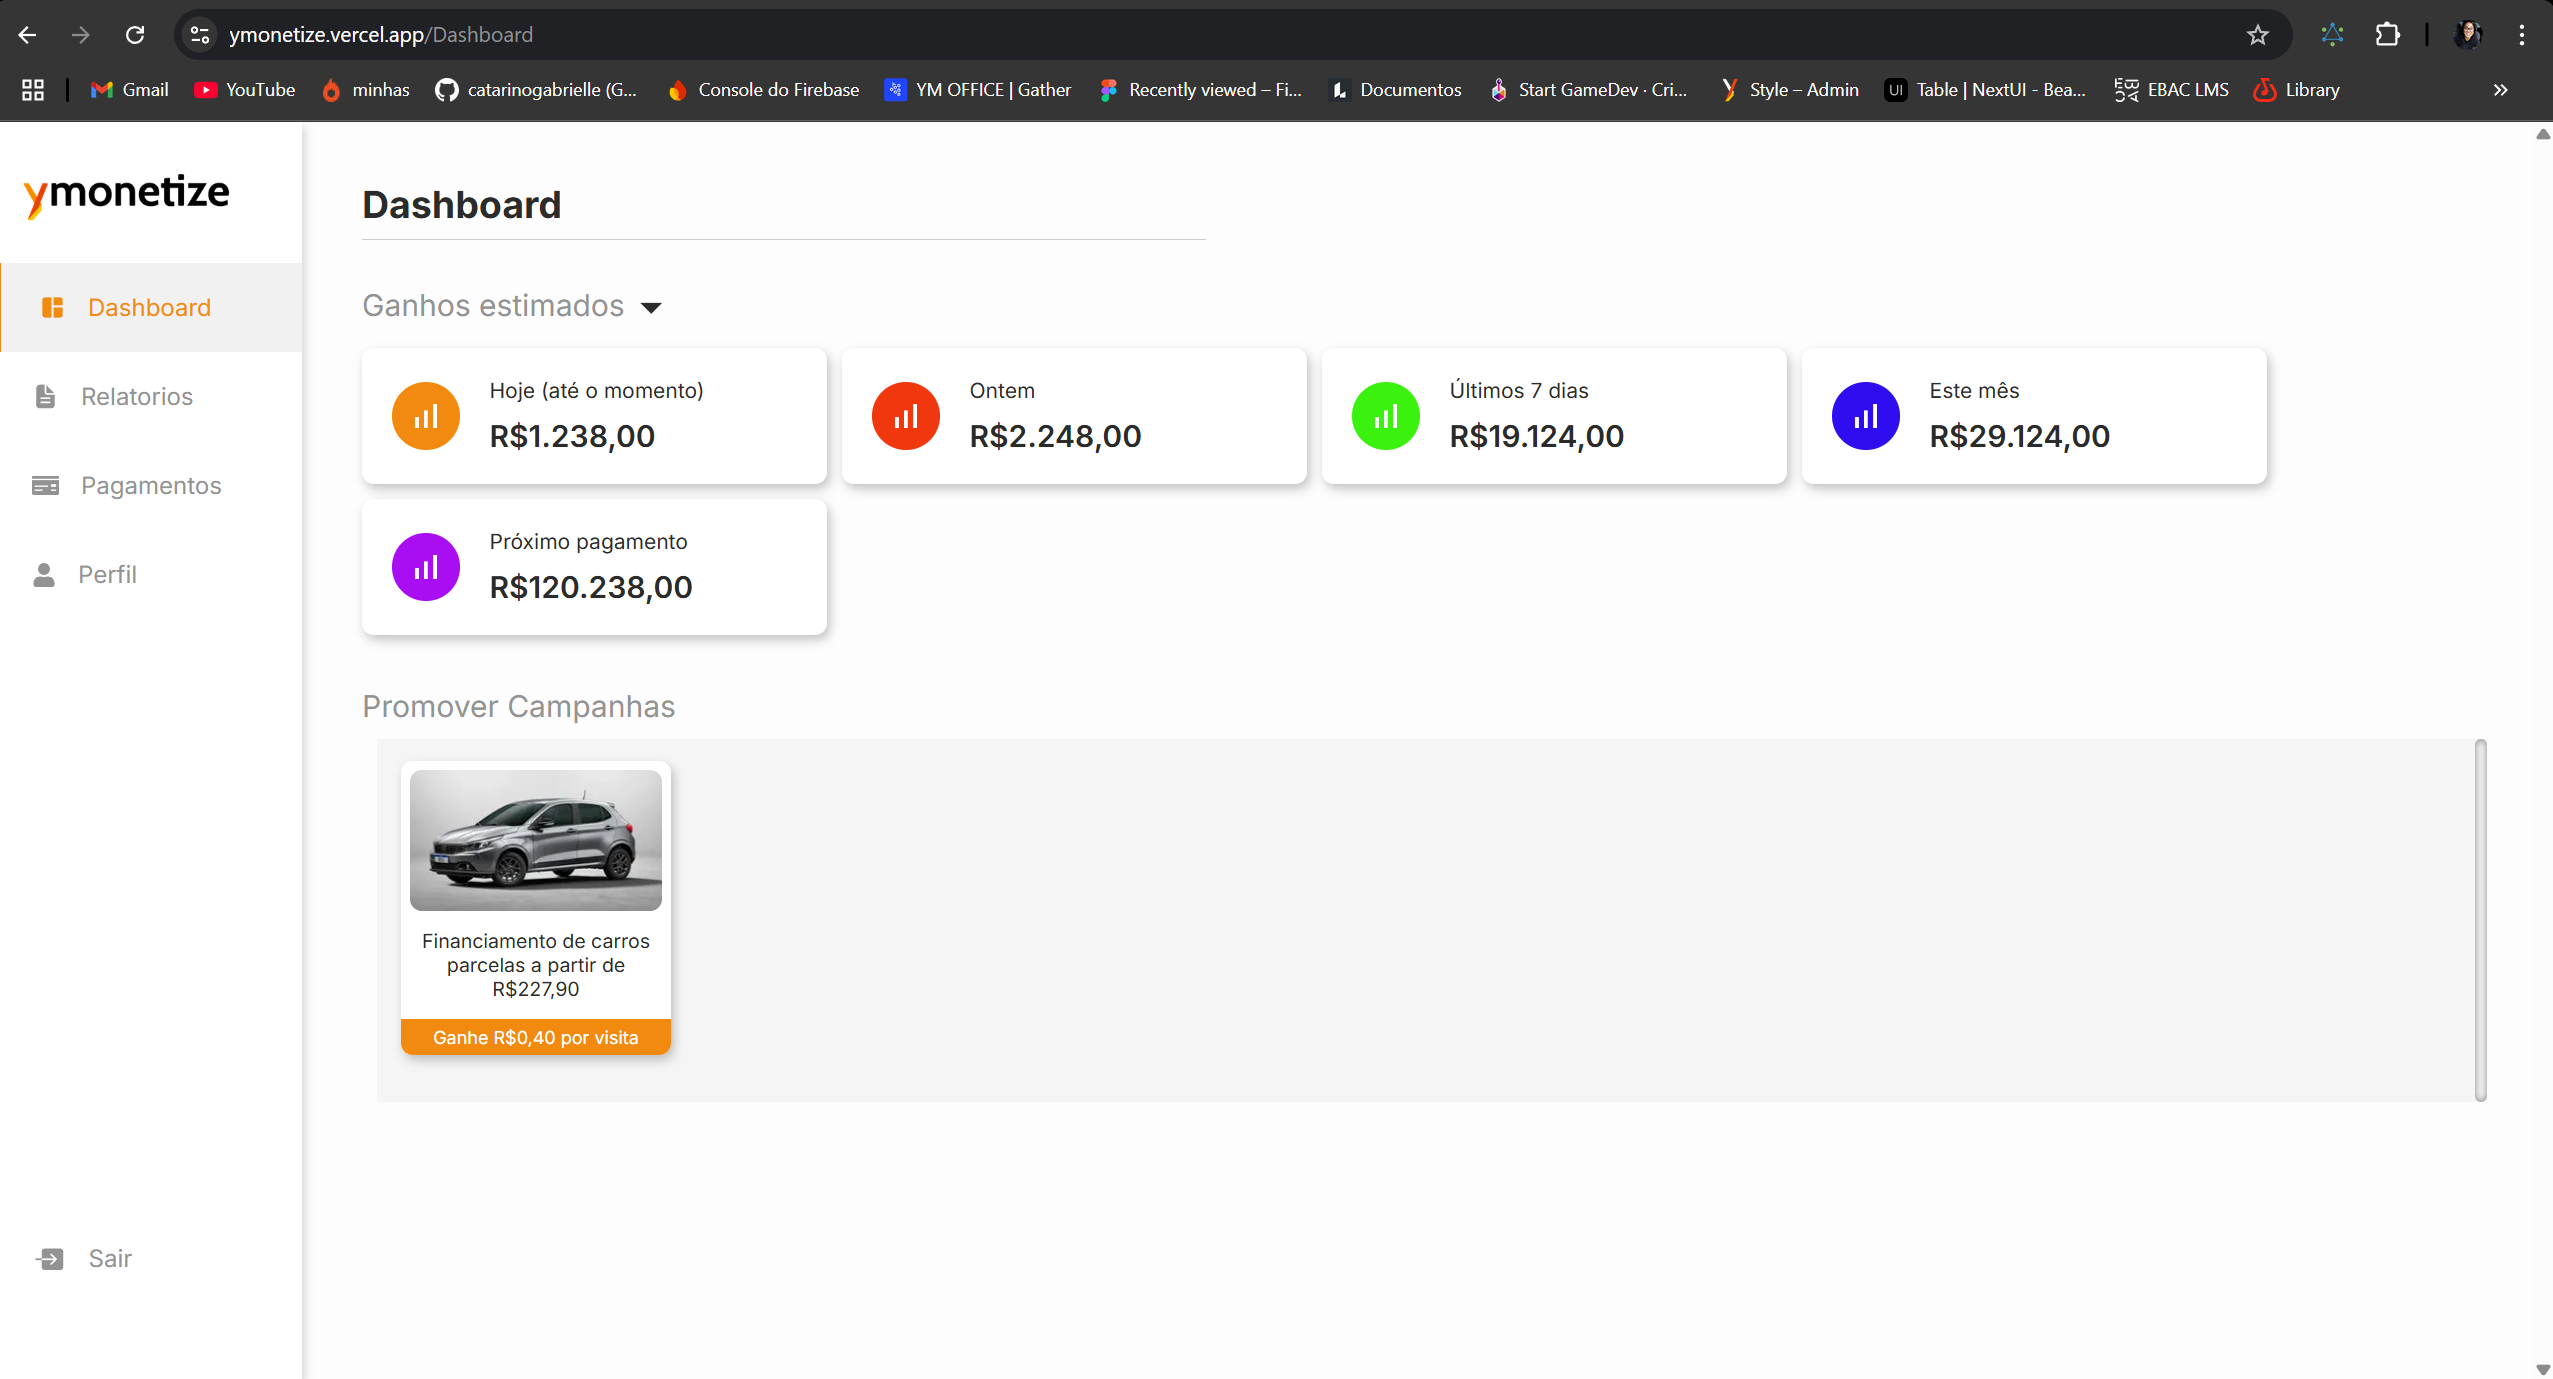 ymonetize.vercel.app/Dashboard
Gmail
YouTube
minhas
catarinogabrielle (G...
Console do Firebase
YM OFFICE | Gather
Recently viewed – Fi...
Documentos
Start GameDev · Cri...
Style – Admin
UI
Table | NextUI - Bea...
EBAC LMS
Library
ymonetize
Dashboard
Relatorios
Pagamentos
Perfil
Sair
Dashboard
Ganhos estimados
Hoje (até o momento)
R$1.238,00
Ontem
R$2.248,00
Últimos 7 dias
R$19.124,00
Este mês
R$29.124,00
Próximo pagamento
R$120.238,00
Promover Campanhas
Financiamento de carros
parcelas a partir de
R$227,90
Ganhe R$0,40 por visita